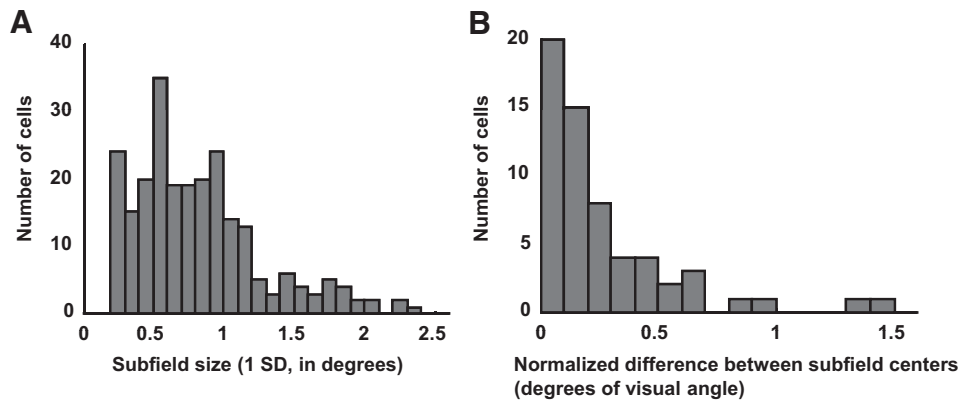 A
Number of cells
40
30
20
10
0
0 0.5 1 1.5 2 2.5
Subfield size (1 SD, in degrees)
B
Number of cells
20
15
10
5
0
0 0.5 1 1.5
Normalized difference between subfield centers
(degrees of visual angle)